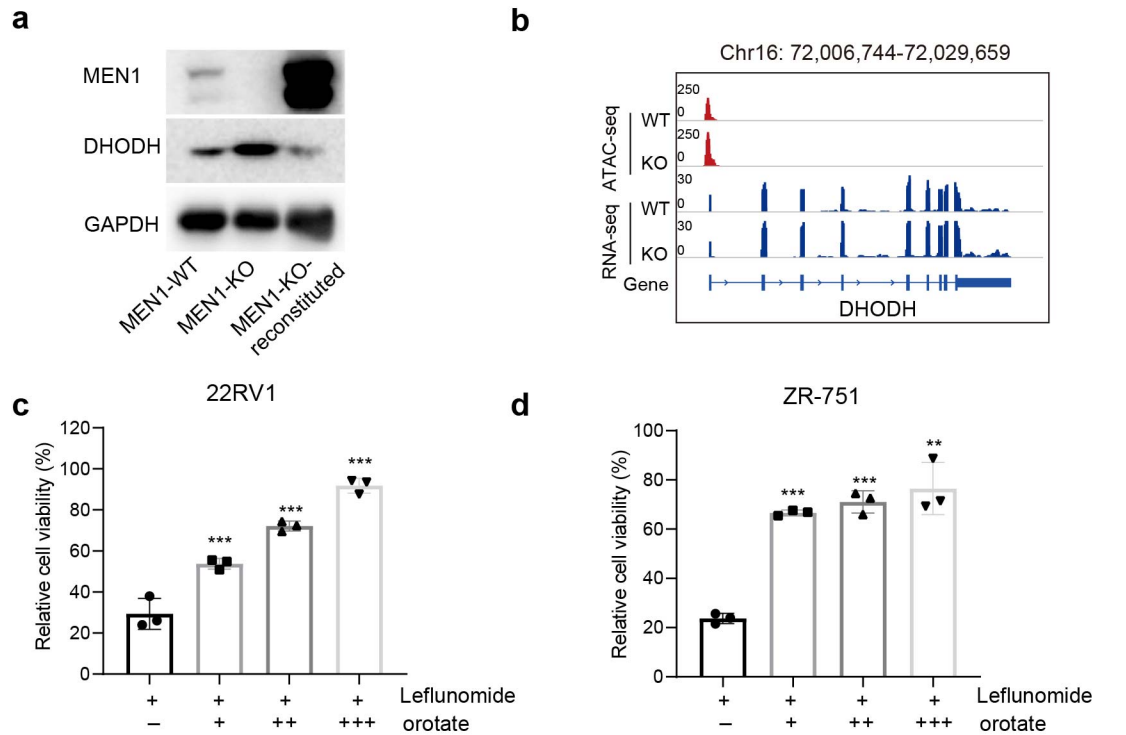 a
MEN1
DHODH
GAPDH
MEN1-WT
MEN1-KO
MEN1-KO-
reconstituted
b
Chr16: 72,006,744-72,029,659
ATAC-seq
WT
250
0
KO
250
0
RNA-seq
WT
30
0
KO
30
0
Gene
DHODH
c
22RV1
Relative cell viability (%)
120
100
80
60
40
20
0
***
***
***
+ + + + Leflunomide
– + ++ +++ orotate
d
ZR-751
Relative cell viability (%)
100
80
60
40
20
0
***
***
**
+ + + + Leflunomide
– + ++ +++ orotate